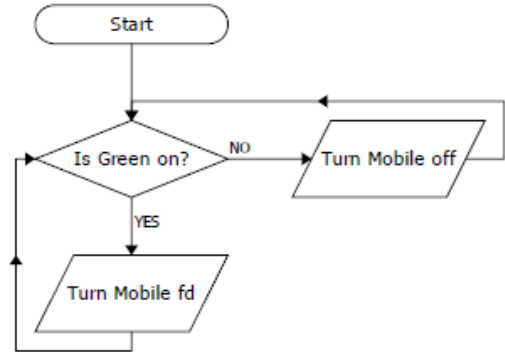 Start
Is Green on?
NO
Turn Mobile off
YES
Turn Mobile fd